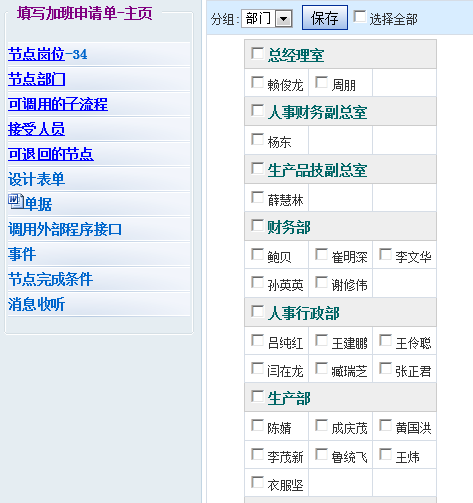 填写加班申请单-主页
节点岗位-34
节点部门
可调用的子流程
接受人员
可退回的节点
设计表单
单据
调用外部程序接口
事件
节点完成条件
消息收听
分组: 部门 保存 选择全部
总经理室
赖俊龙 周朋
人事财务副总室
杨东
生产品技副总室
薛慧林
财务部
鲍贝 崔明深 李文华
孙英英 谢修伟
人事行政部
吕纯红 王建鹏 王伶聪
闫在龙 臧瑞芝 张正君
生产部
陈婧 成庆茂 黄国洪
李茂新 鲁统飞 王炜
衣服坚